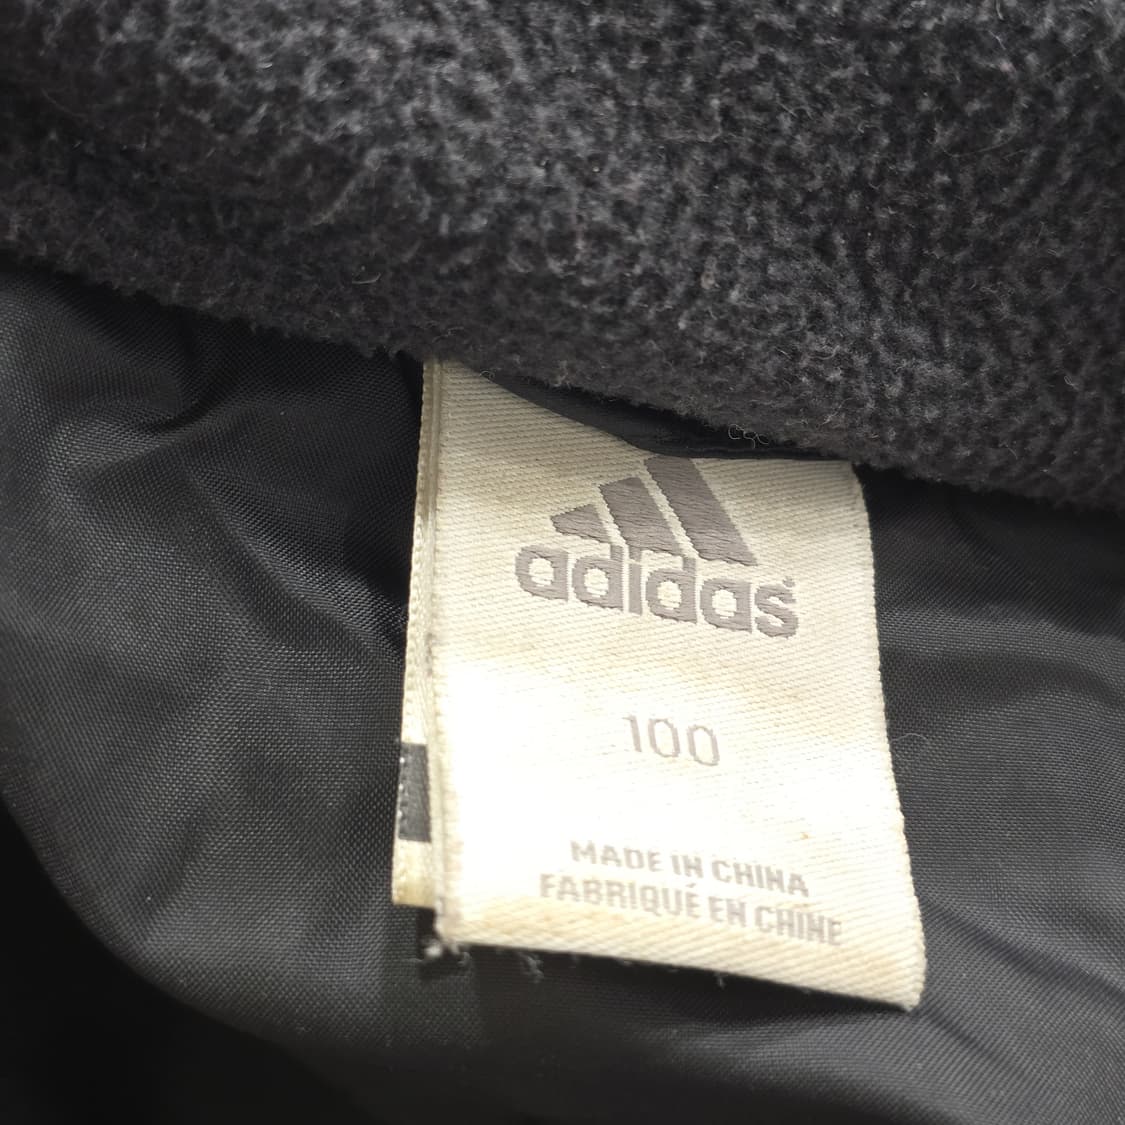 adidas
100
MADE IN CHINA
FABRIQUÉ EN CHINE